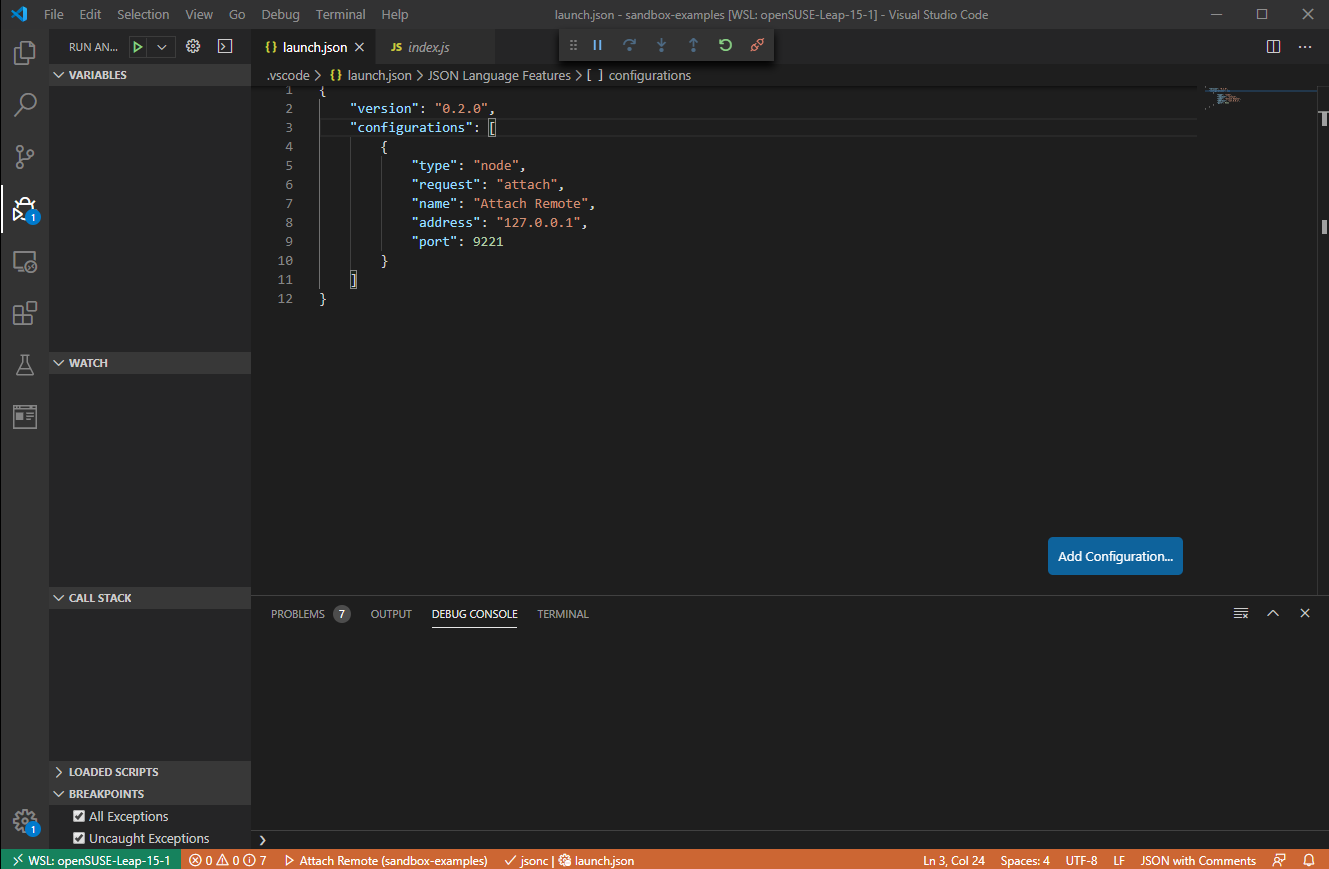 File Edit Selection View Go Debug Terminal Help
launch.json - sandbox-examples [WSL: openSUSE-Leap-15-1] - Visual Studio Code
RUN AN...
{} launch.json
JS index.js
VARIABLES
.vscode > {} launch.json > JSON Language Features > [ ] configurations
1 {
2 "version": "0.2.0",
3 "configurations": [
4 {
5 "type": "node",
6 "request": "attach",
7 "name": "Attach Remote",
8 "address": "127.0.0.1",
9 "port": 9221
10 }
11 ]
12 }
1
WATCH
Add Configuration...
CALL STACK
PROBLEMS 7 OUTPUT DEBUG CONSOLE TERMINAL
LOADED SCRIPTS
BREAKPOINTS
All Exceptions
1
Uncaught Exceptions
WSL: openSUSE-Leap-15-1 0 0 7 Attach Remote (sandbox-examples) jsonc | launch.json Ln 3, Col 24 Spaces: 4 UTF-8 LF JSON with Comments